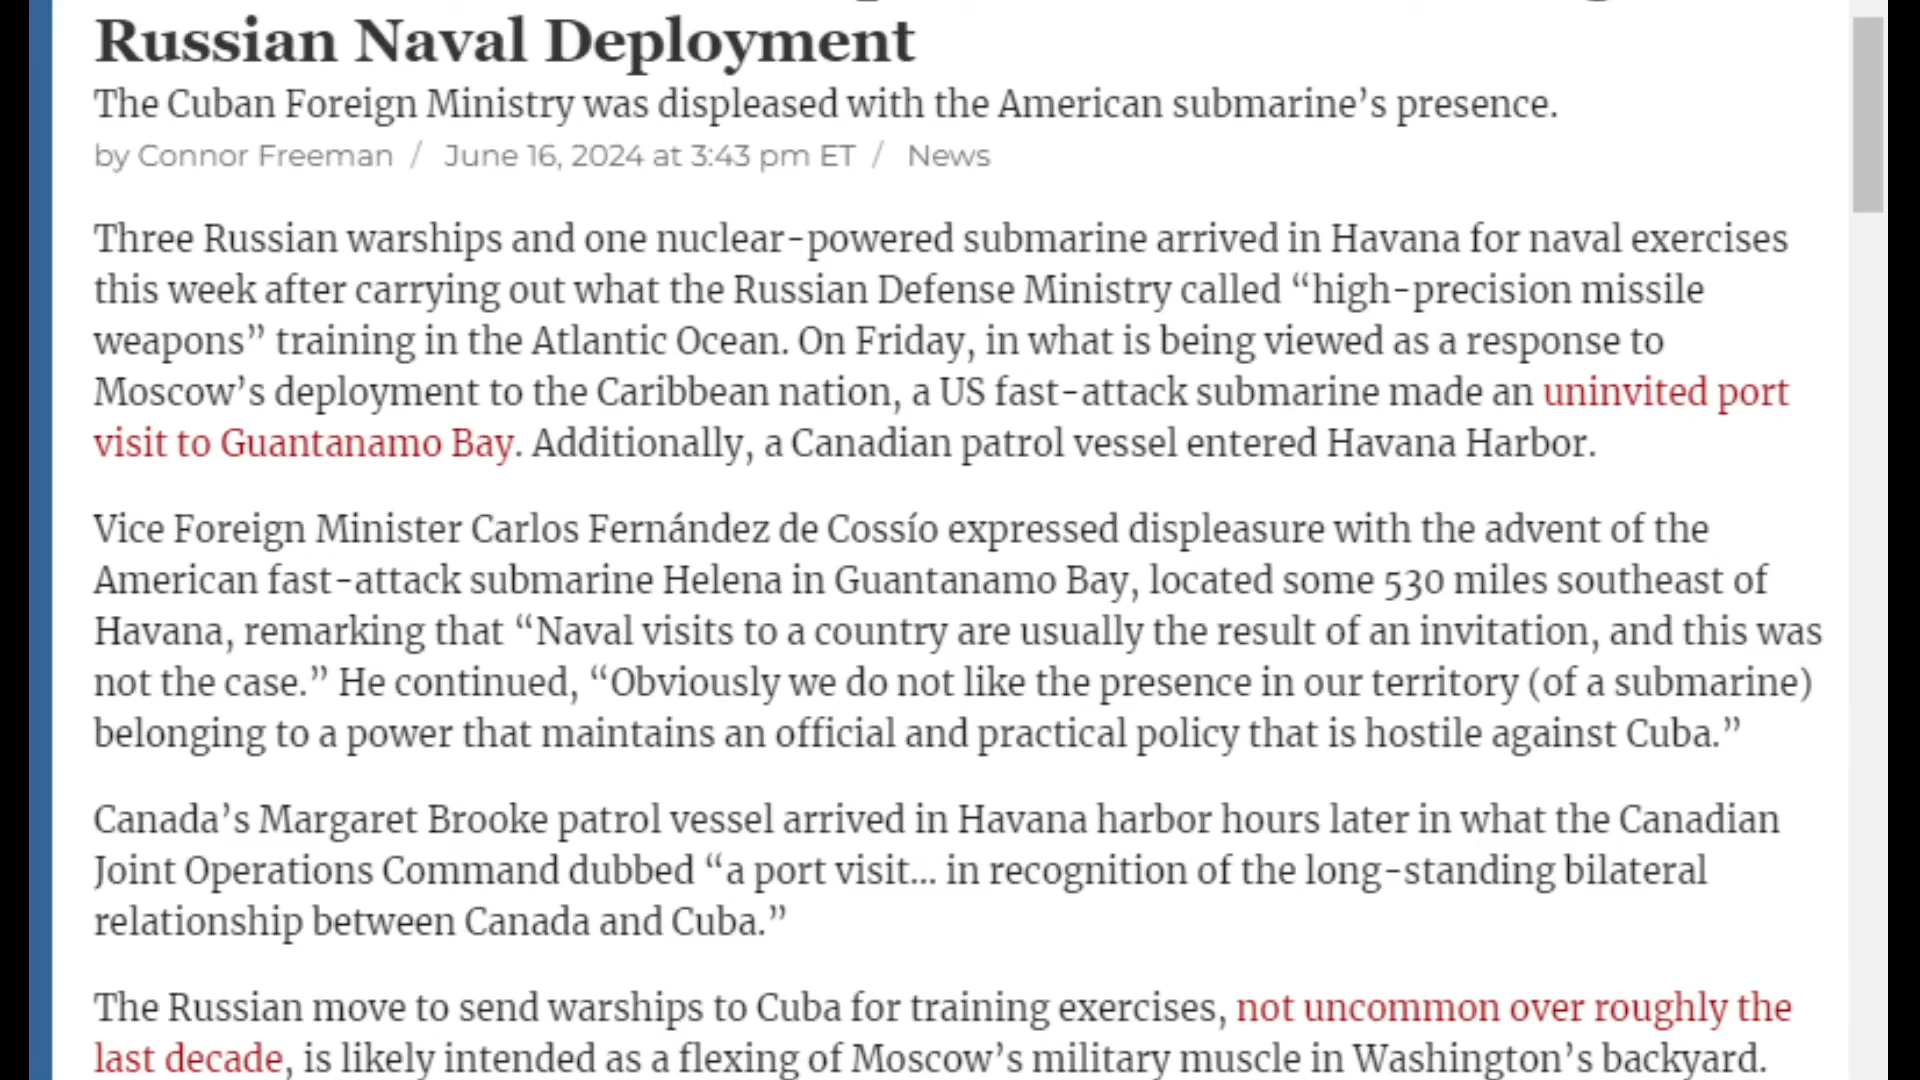 Russian Naval Deployment
The Cuban Foreign Ministry was displeased with the American submarine’s presence.
by Connor Freeman / June 16, 2024 at 3:43 pm ET / News
Three Russian warships and one nuclear-powered submarine arrived in Havana for naval exercises
this week after carrying out what the Russian Defense Ministry called “high-precision missile
weapons” training in the Atlantic Ocean. On Friday, in what is being viewed as a response to
Moscow’s deployment to the Caribbean nation, a US fast-attack submarine made an uninvited port
visit to Guantanamo Bay. Additionally, a Canadian patrol vessel entered Havana Harbor.
Vice Foreign Minister Carlos Fernández de Cossío expressed displeasure with the advent of the
American fast-attack submarine Helena in Guantanamo Bay, located some 530 miles southeast of
Havana, remarking that “Naval visits to a country are usually the result of an invitation, and this was
not the case.” He continued, “Obviously we do not like the presence in our territory (of a submarine)
belonging to a power that maintains an official and practical policy that is hostile against Cuba.”
Canada’s Margaret Brooke patrol vessel arrived in Havana harbor hours later in what the Canadian
Joint Operations Command dubbed “a port visit… in recognition of the long-standing bilateral
relationship between Canada and Cuba.”
The Russian move to send warships to Cuba for training exercises, not uncommon over roughly the
last decade, is likely intended as a flexing of Moscow’s military muscle in Washington’s backyard.